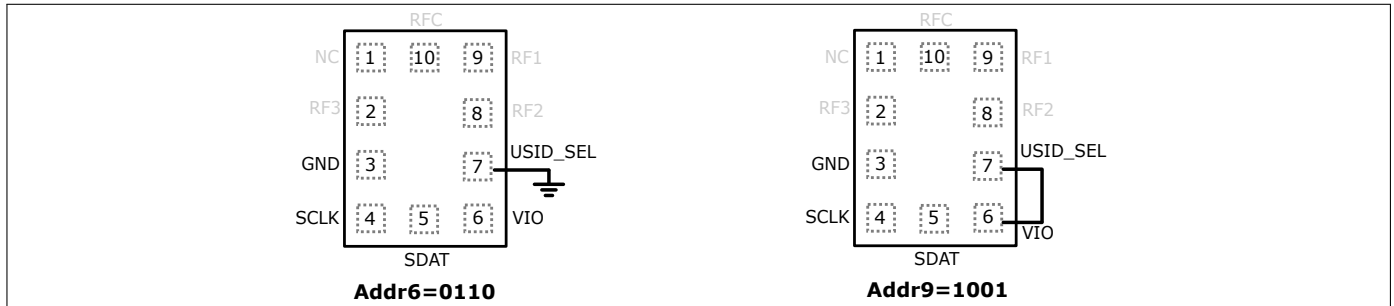 RFC RFC
NC 1 10 9 RF1 NC 1 10 9 RF1
RF3 2 8 RF2 RF3 2 8 RF2
GND 3 7 USID_SEL GND 3 7 USID_SEL
SCLK 4 5 6 VIO SCLK 4 5 6 VIO
SDAT SDAT
Addr6=0110 Addr9=1001